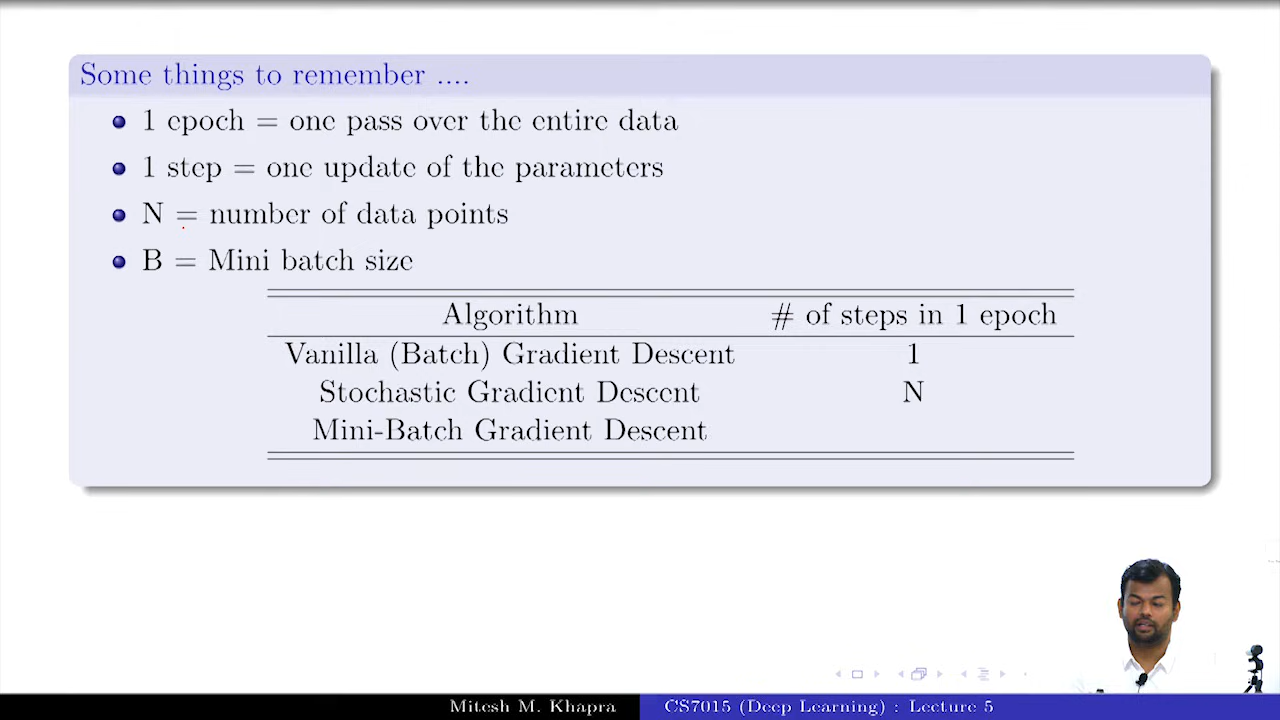 Some things to remember ....
1 epoch = one pass over the entire data
1 step = one update of the parameters
N = number of data points
B = Mini batch size
Algorithm # of steps in 1 epoch
Vanilla (Batch) Gradient Descent 1
Stochastic Gradient Descent N
Mini-Batch Gradient Descent
Mitesh M. Khapra CS7015 (Deep Learning) : Lecture 5